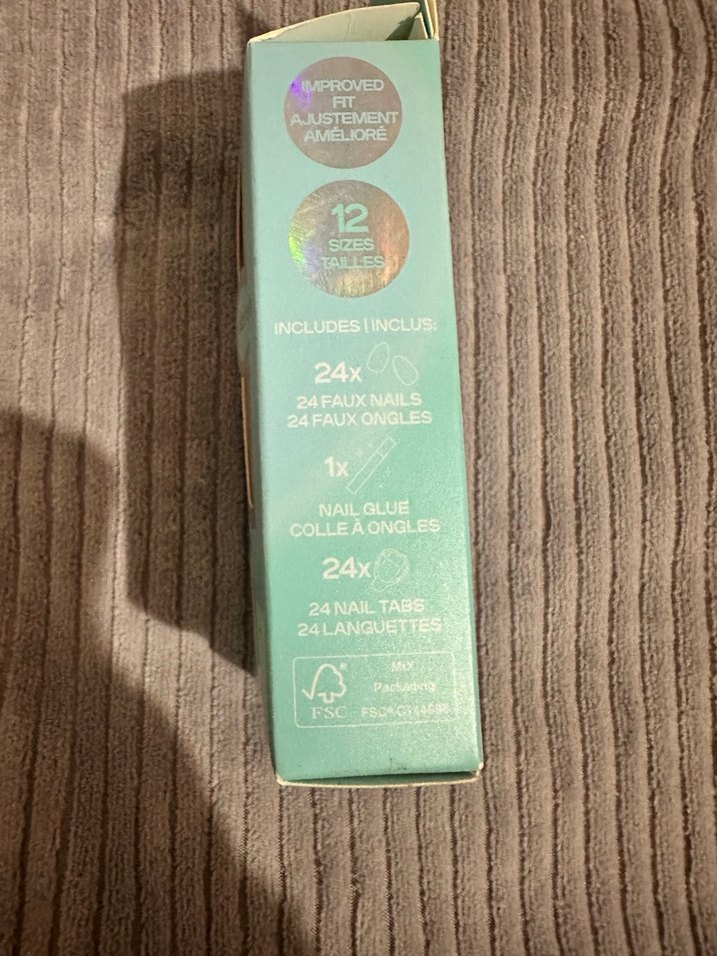 IMPROVED
FIT
AJUSTEMENT
AMÉLIORÉ
12
SIZES
TAILLES
INCLUDES | INCLUS:
24x
24 FAUX NAILS
24 FAUX ONGLES
1x
NAIL GLUE
COLLE À ONGLES
24x
24 NAIL TABS
24 LANGUETTES
FSC®
MIX
Packaging